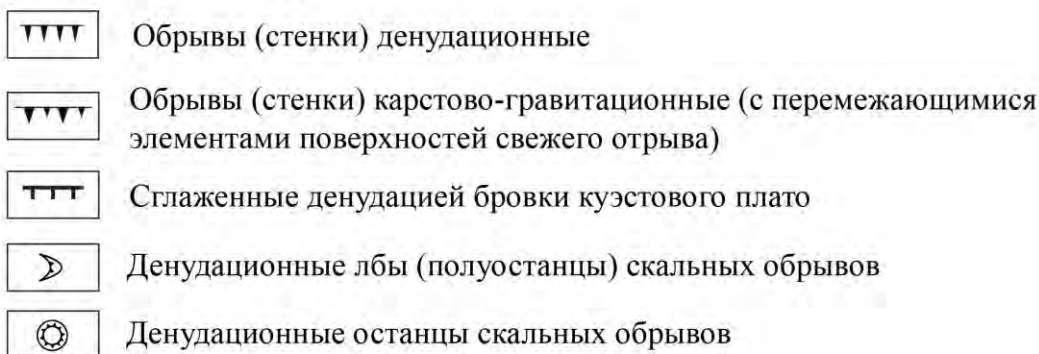 Обрывы (стенки) денудационные
Обрывы (стенки) карстово-гравитационные (с перемежающимися
элементами поверхностей свежего отрыва)
Сглаженные денудацией бровки куэстового плато
Денудационные лбы (полуостанцы) скальных обрывов
Денудационные останцы скальных обрывов